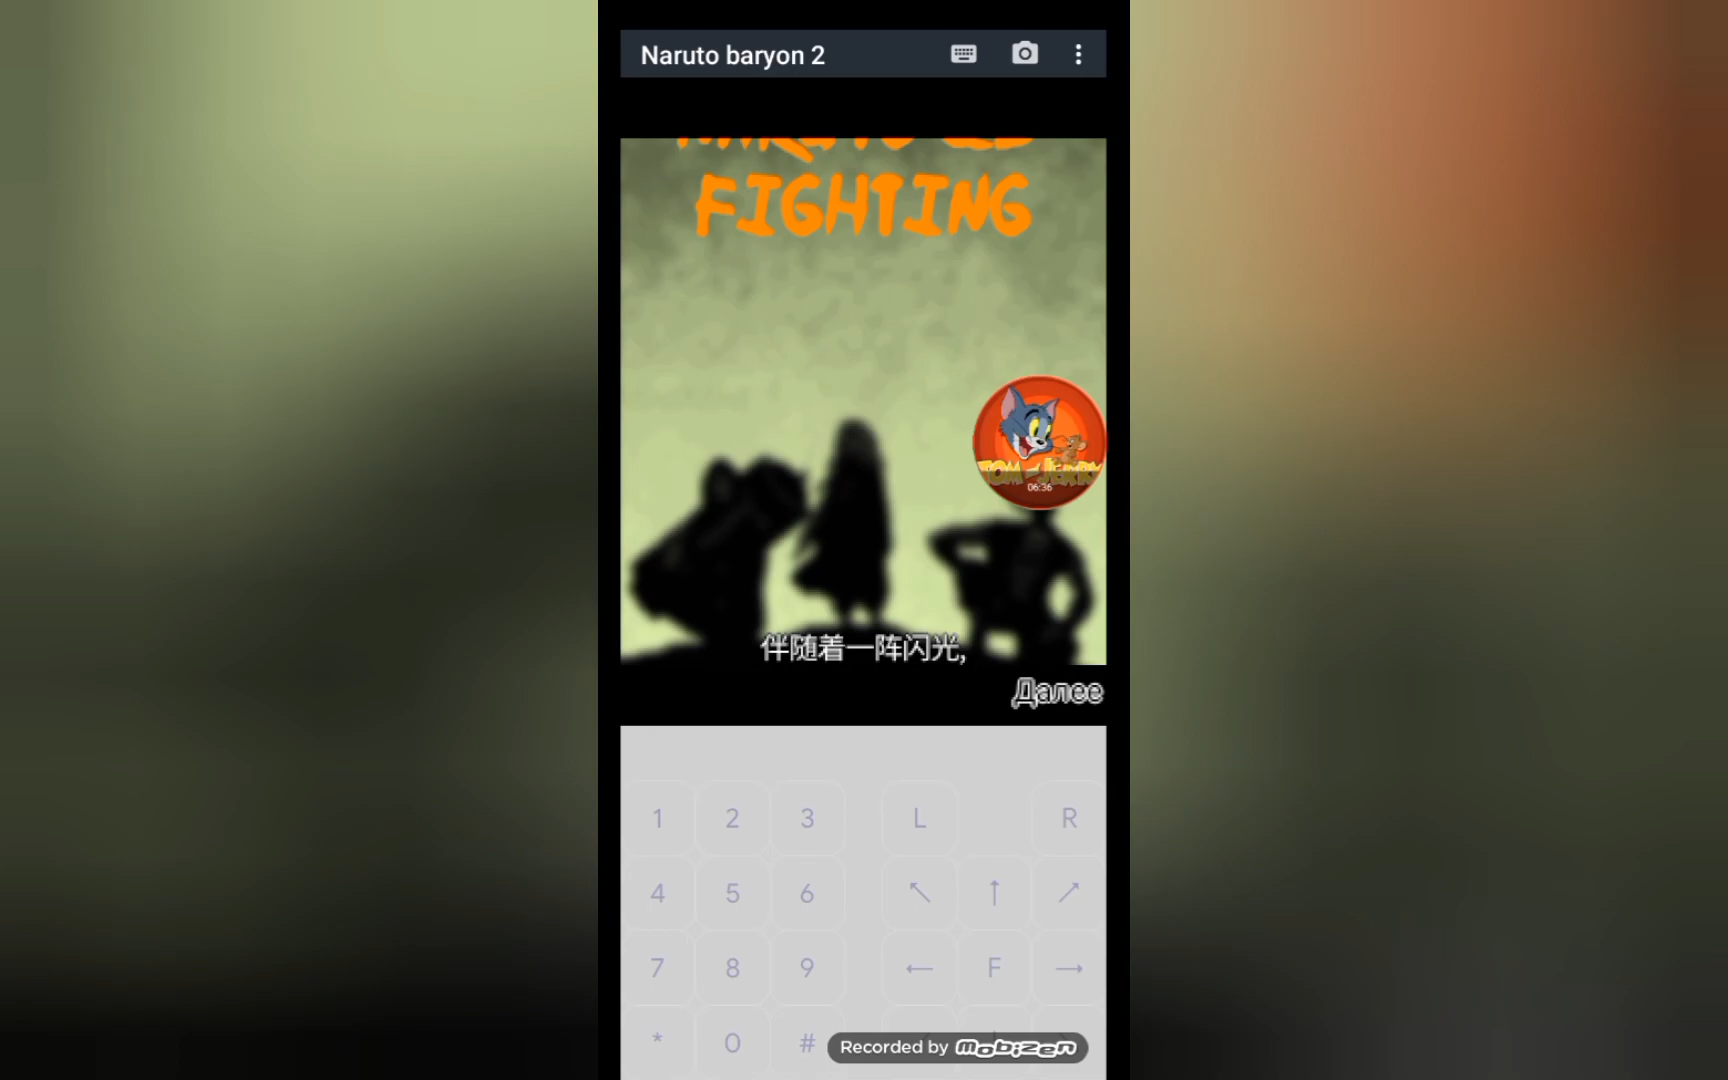 Naruto baryon 2
FIGHTING
TOM AND JERRY
06:36
伴随着一阵闪光,
Далее
1 2 3 L R
4 5 6 ↖ ↑ ↗
7 8 9 ← F →
* 0 #
Recorded by mobizen